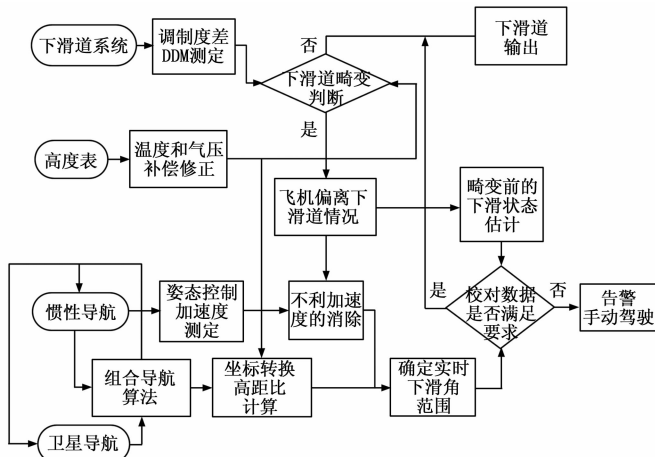 下滑道系统
调制度差
DDM测定
否
下滑道畸变
判断
是
下滑道
输出
高度表
温度和气压
补偿修正
飞机偏离下
滑道情况
畸变前的
下滑状态
估计
惯性导航
姿态控制
加速度
测定
不利加速
度的消除
是
校对数据
是否满足
要求
否
告警
手动驾驶
组合导航
算法
坐标转换
高距比
计算
确定实时
下滑角
范围
卫星导航